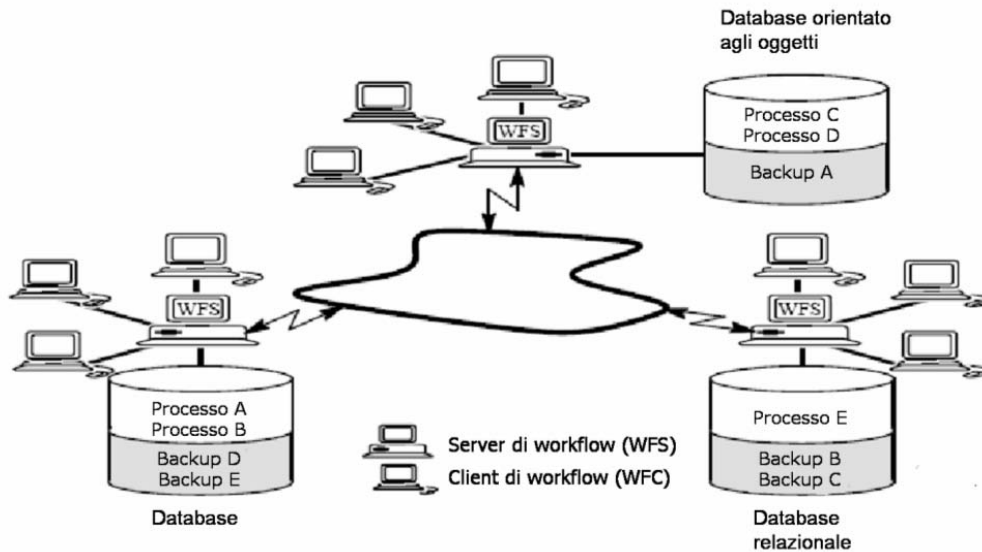 Database orientato
agli oggetti
WFS
Processo C
Processo D
Backup A
WFS
WFS
Processo A
Processo B
Backup D
Backup E
Database
Server di workflow (WFS)
Client di workflow (WFC)
Processo E
Backup B
Backup C
Database
relazionale